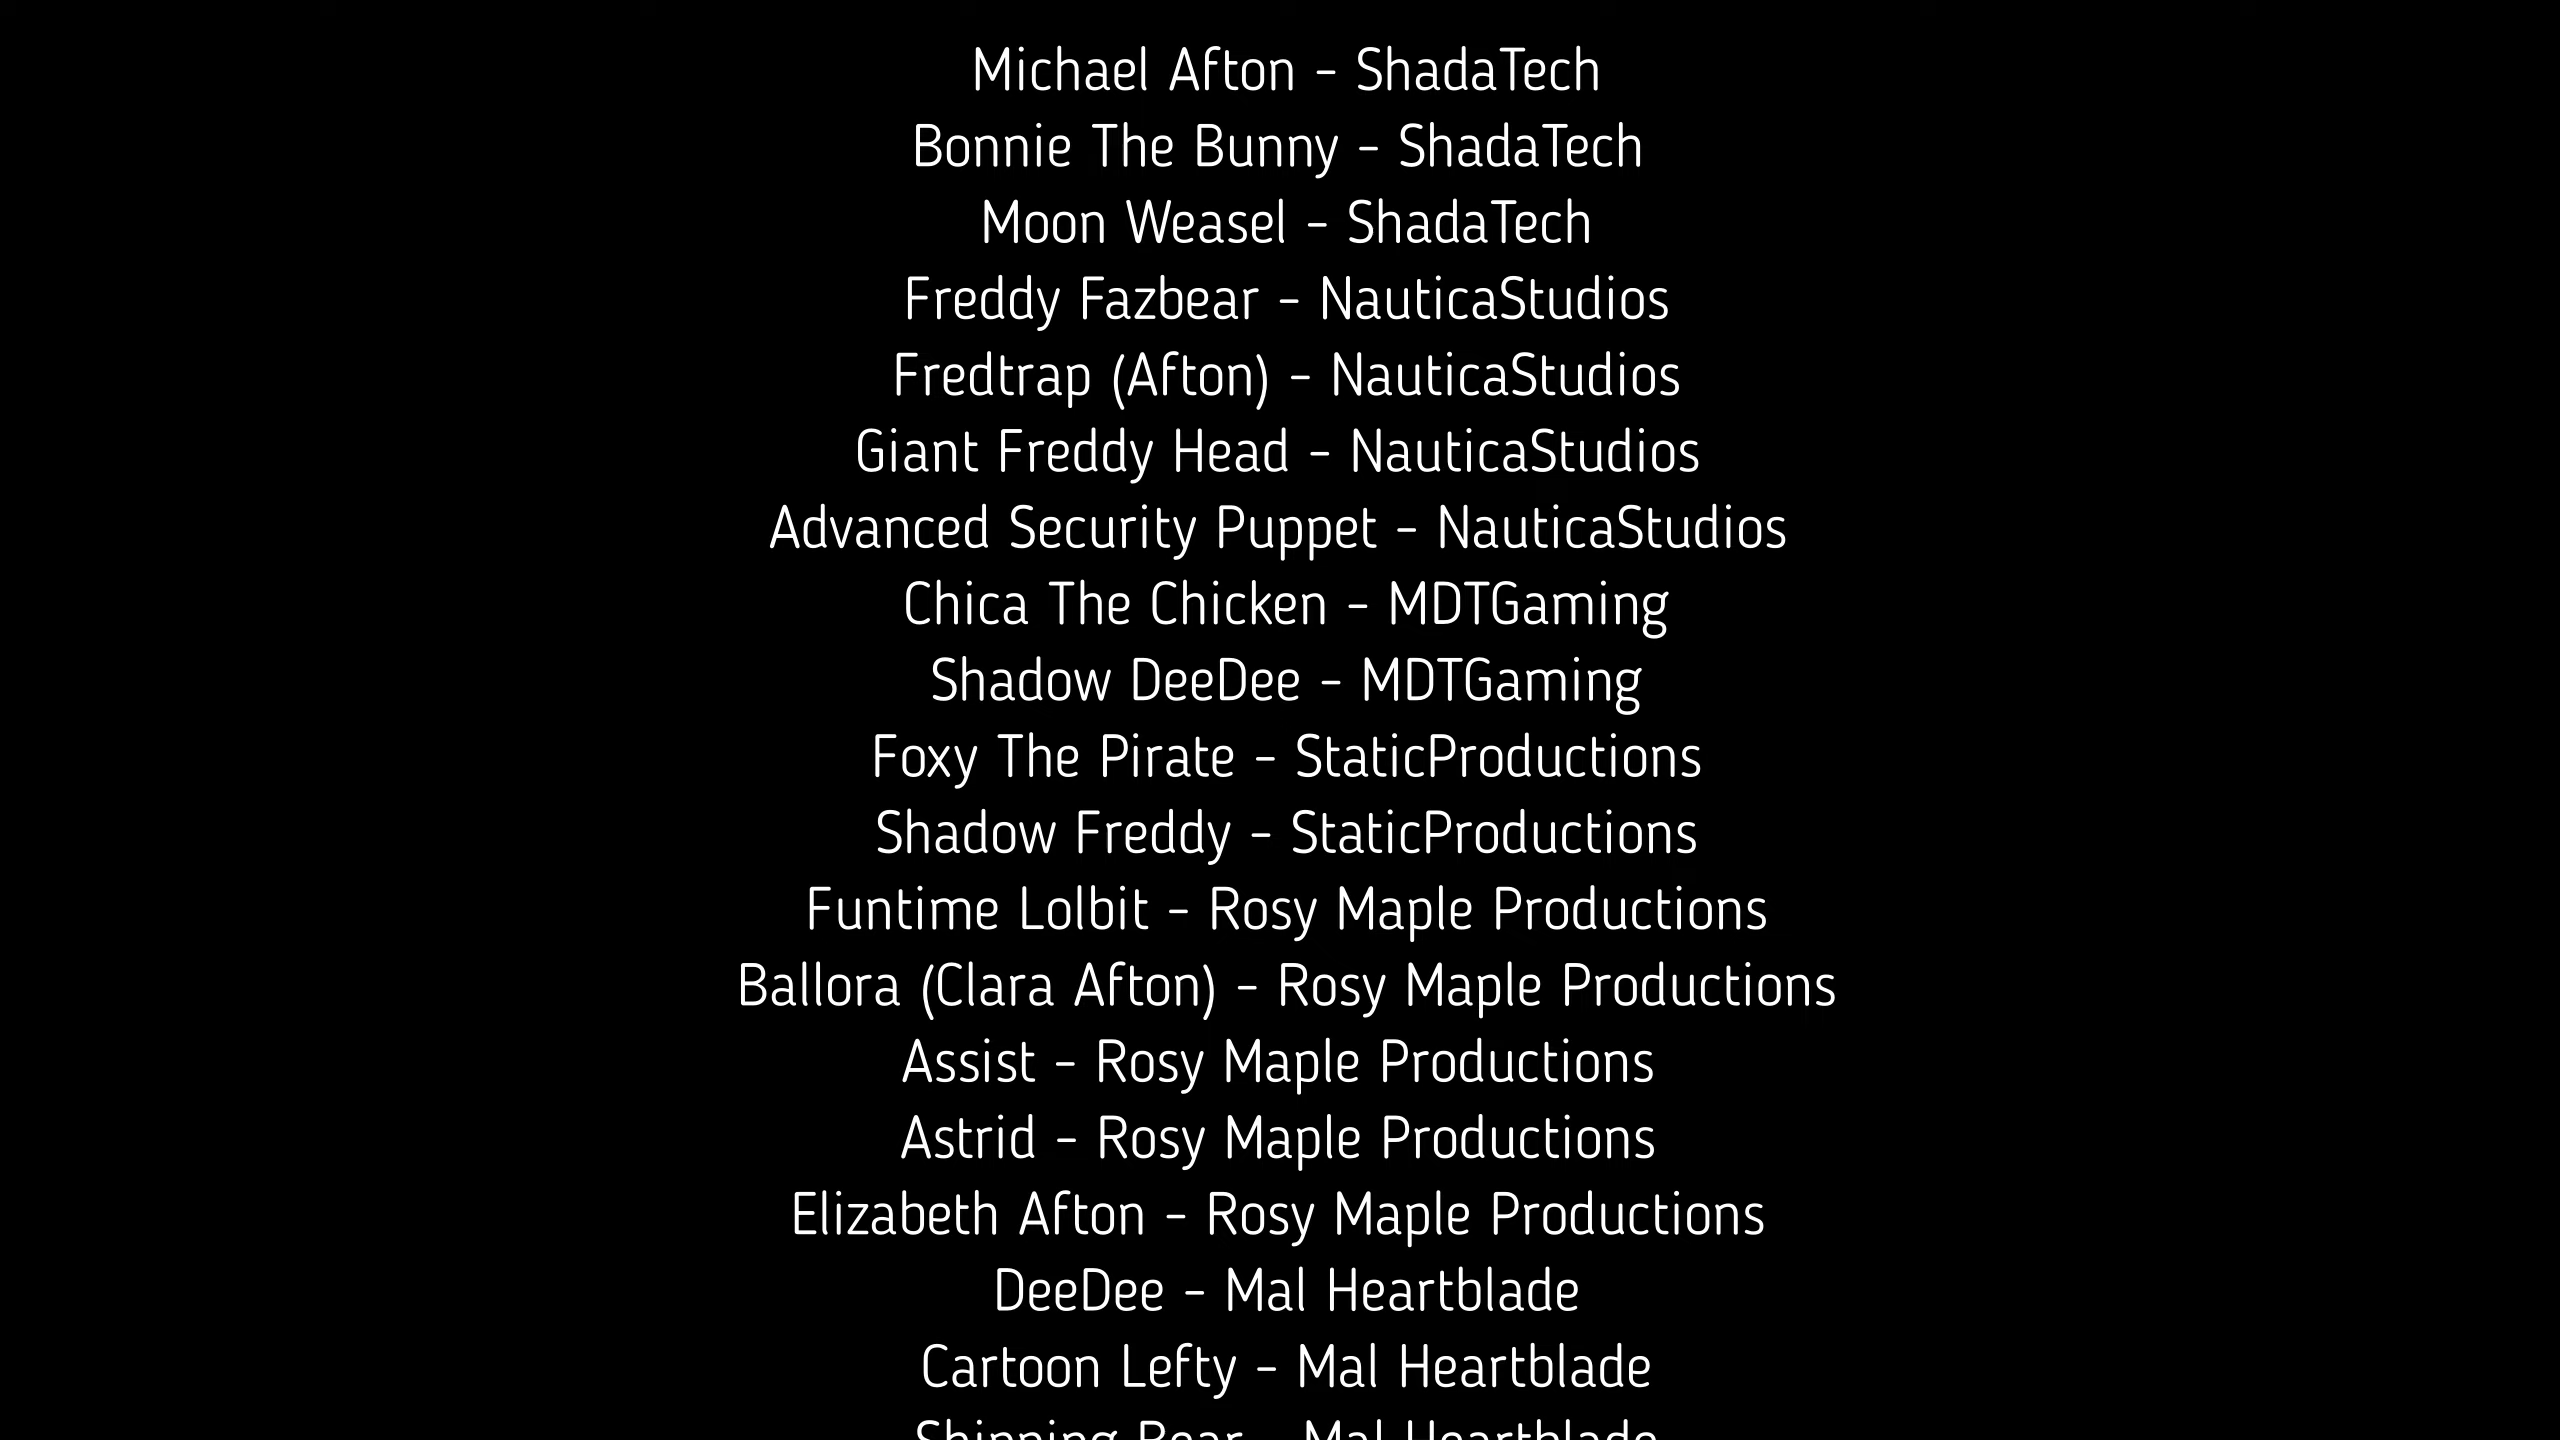 Michael Afton - ShadaTech
Bonnie The Bunny - ShadaTech
Moon Weasel - ShadaTech
Freddy Fazbear - NauticaStudios
Fredtrap (Afton) - NauticaStudios
Giant Freddy Head - NauticaStudios
Advanced Security Puppet - NauticaStudios
Chica The Chicken - MDTGaming
Shadow DeeDee - MDTGaming
Foxy The Pirate - StaticProductions
Shadow Freddy - StaticProductions
Funtime Lolbit - Rosy Maple Productions
Ballora (Clara Afton) - Rosy Maple Productions
Assist - Rosy Maple Productions
Astrid - Rosy Maple Productions
Elizabeth Afton - Rosy Maple Productions
DeeDee - Mal Heartblade
Cartoon Lefty - Mal Heartblade
Bear - Mal Heartblade